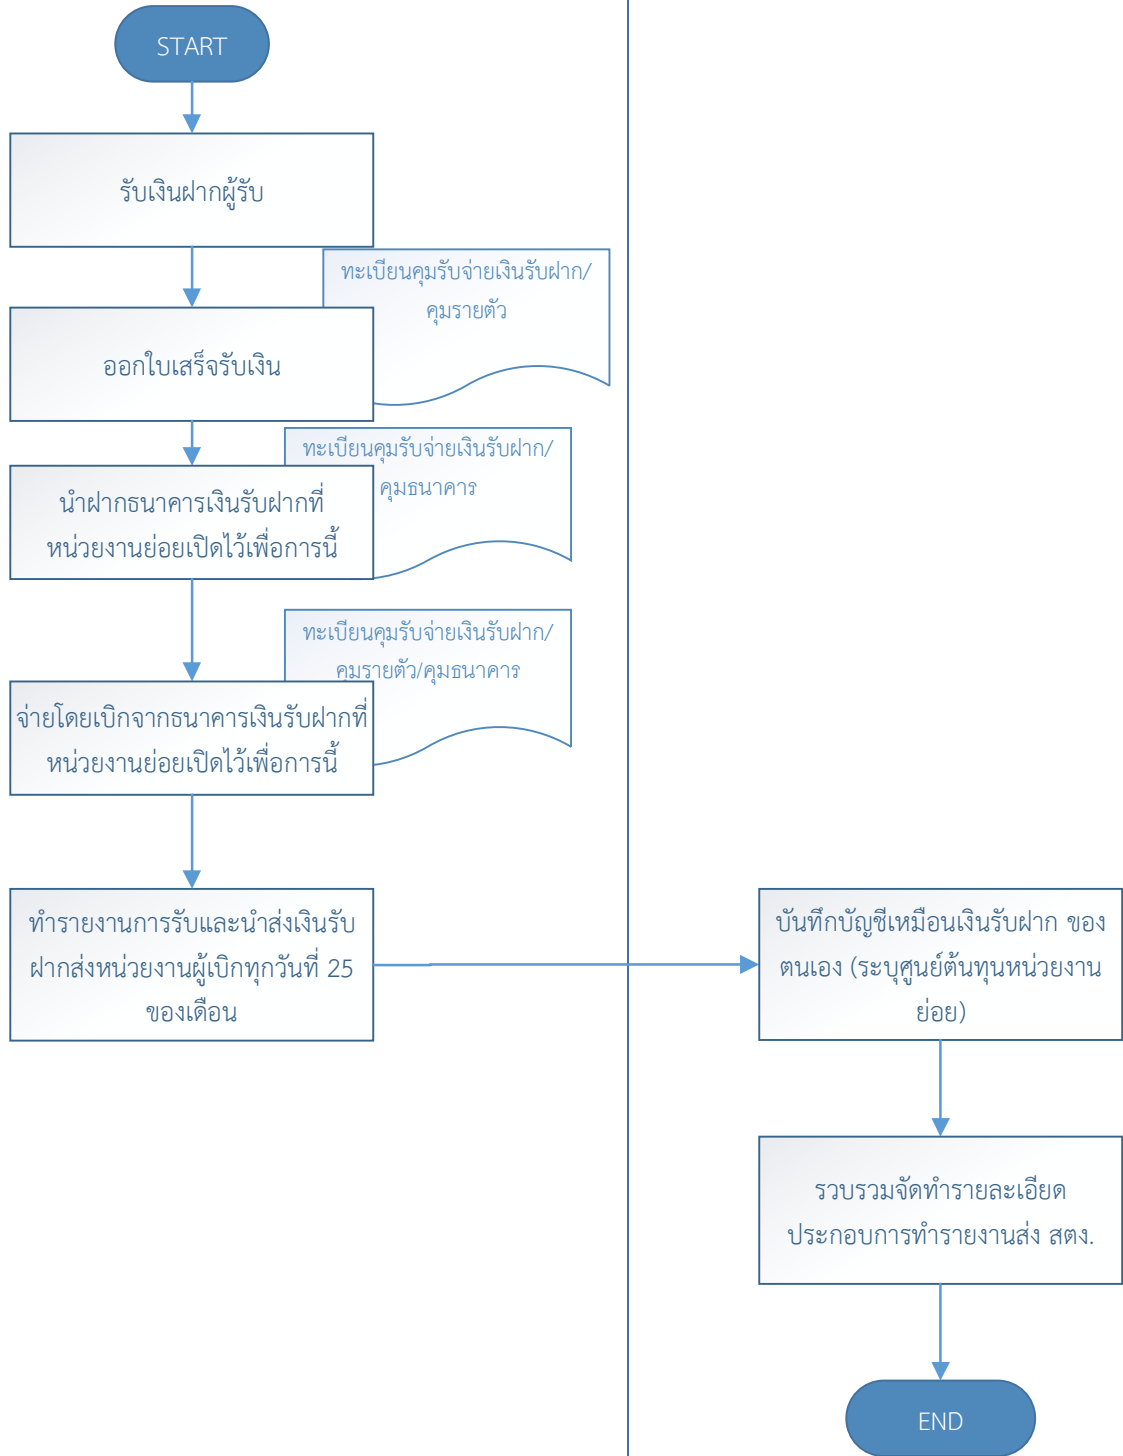 START
รับเงินฝากผู้รับ
ทะเบียนคุมรับจ่ายเงินรับฝาก/
คุมรายตัว
ออกใบเสร็จรับเงิน
ทะเบียนคุมรับจ่ายเงินรับฝาก/
คุมธนาคาร
นำฝากธนาคารเงินรับฝากที่
หน่วยงานย่อยเปิดไว้เพื่อการนี้
ทะเบียนคุมรับจ่ายเงินรับฝาก/
คุมรายตัว/คุมธนาคาร
จ่ายโดยเบิกจากธนาคารเงินรับฝากที่
หน่วยงานย่อยเปิดไว้เพื่อการนี้
ทำรายงานการรับและนำส่งเงินรับ
ฝากส่งหน่วยงานผู้เบิกทุกวันที่ 25
ของเดือน
บันทึกบัญชีเหมือนเงินรับฝาก ของ
ตนเอง (ระบุศูนย์ต้นทุนหน่วยงาน
ย่อย)
รวบรวมจัดทำรายละเอียด
ประกอบการทำรายงานส่ง สตง.
END